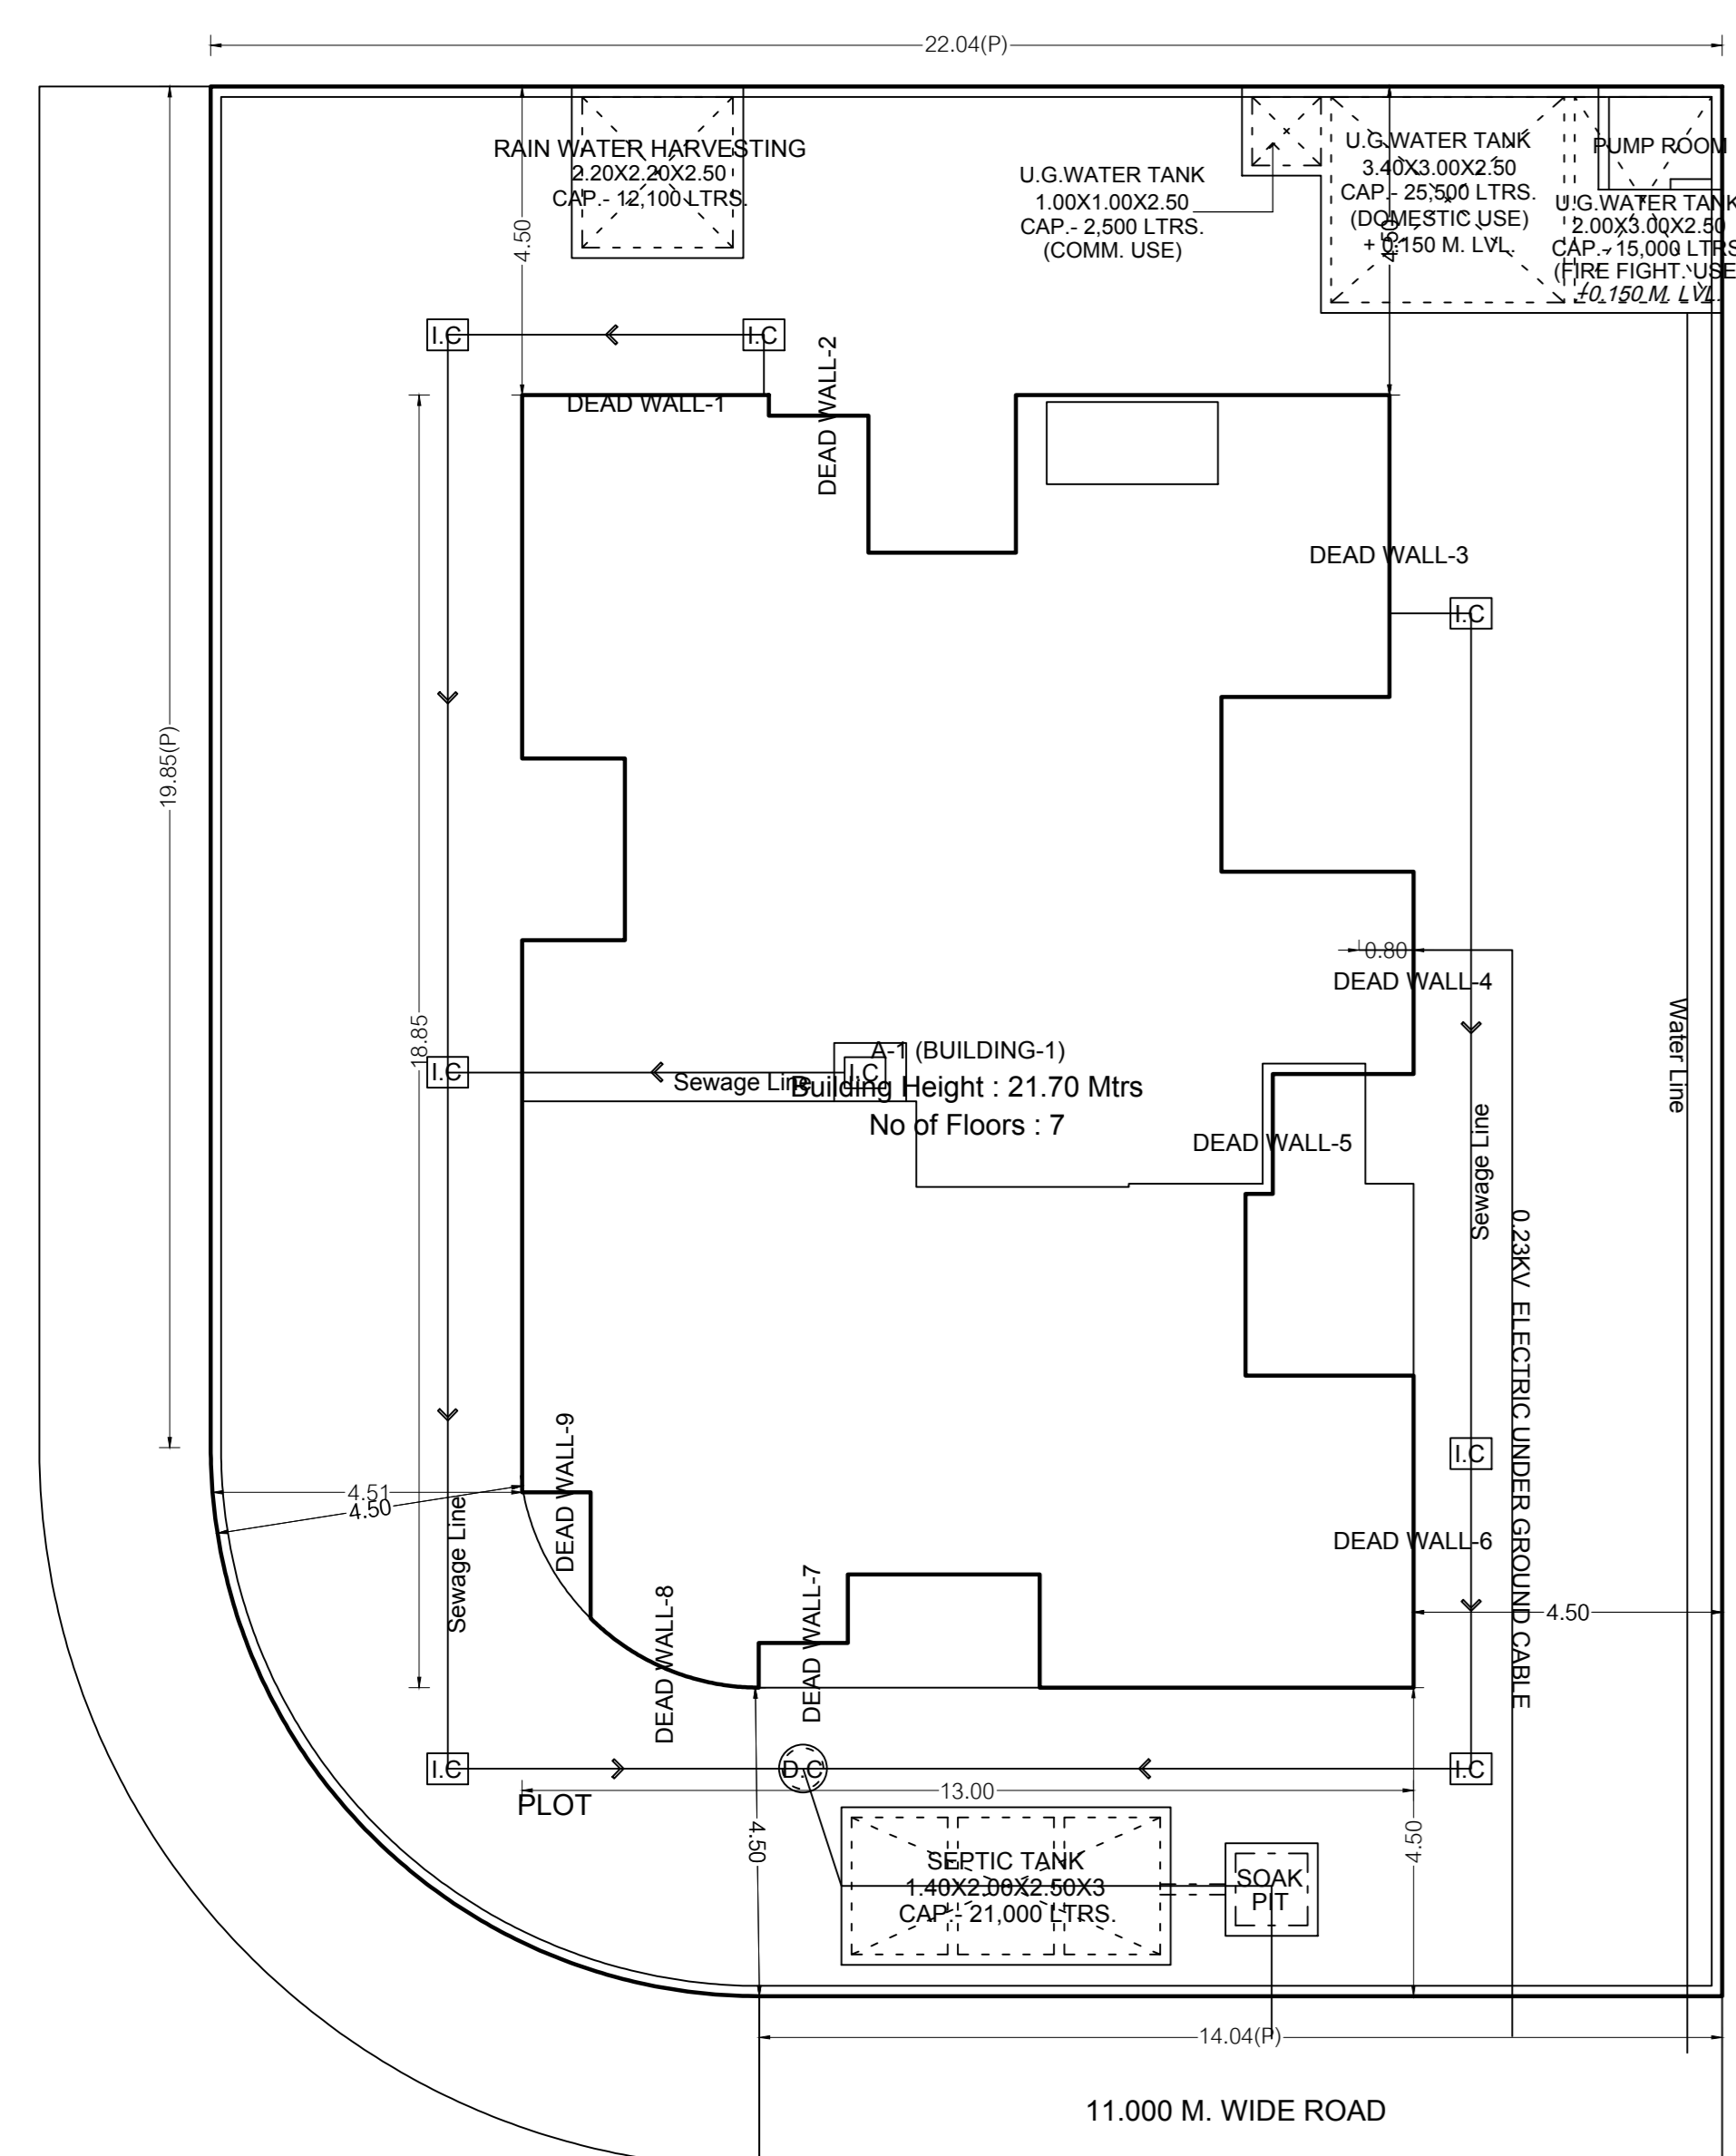 22.04(P)
RAIN WATER HARVESTING
2.20X2.20X2.50
CAP.- 12,100 LTRS.
4.50
U.G.WATER TANK
1.00X1.00X2.50
CAP.- 2,500 LTRS.
(COMM. USE)
U.G.WATER TANK
3.40X3.00X2.50
CAP.- 25,500 LTRS.
(DOMESTIC USE)
+ 0.150 M. LVL.
4.50
PUMP ROOM
U.G.WATER TANK
2.00X3.00X2.50
CAP.- 15,000 LTRS
(FIRE FIGHT. USE
+0.150 M. LVL.
I.C
I.C
DEAD WALL-1
DEAD WALL-2
DEAD WALL-3
I.C
19.85(P)
18.85
0.80
DEAD WALL-4
Water Line
I.C
Sewage Line
I.C
A-1 (BUILDING-1)
Building Height : 21.70 Mtrs
No of Floors : 7
DEAD WALL-5
Sewage Line
0.23KV ELECTRIC UNDER GROUND CABLE
I.C
4.51
4.50
Sewage Line
DEAD WALL-9
DEAD WALL-8
DEAD WALL-7
DEAD WALL-6
4.50
I.C
D.C
I.C
13.00
PLOT
4.50
4.50
SEPTIC TANK
1.40X2.00X2.50X3
CAP.- 21,000 LTRS.
SOAK
PIT
14.04(P)
11.000 M. WIDE ROAD